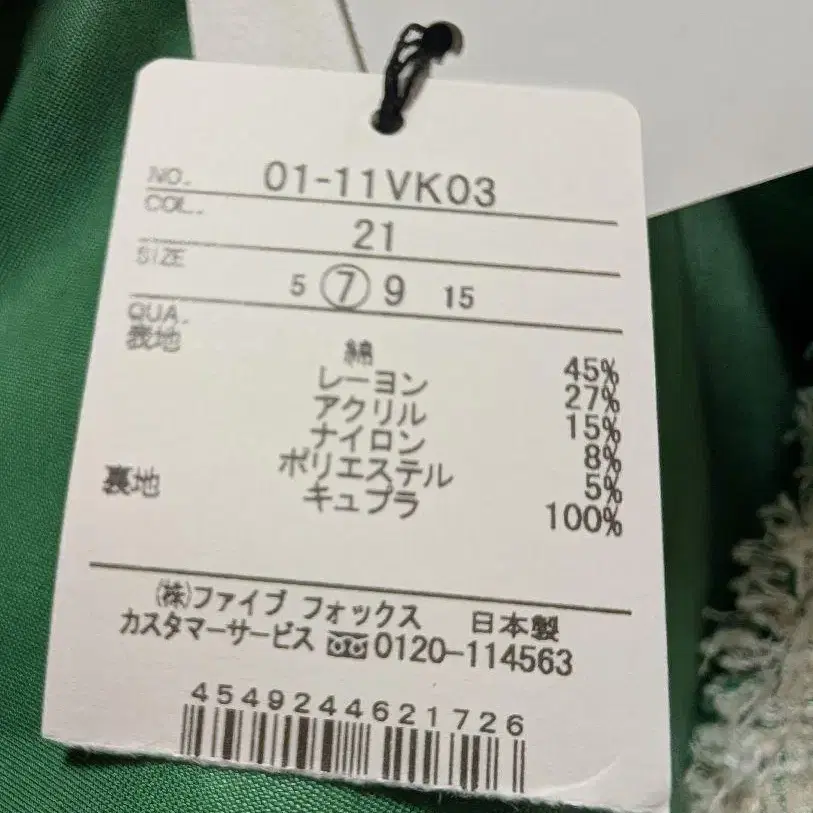 NO. 01-11VK03
COL. 21
SIZE 5 7 9 15
QUA.
表地 綿 45%
レーヨン 27%
アクリル 15%
ナイロン 8%
ポリエステル 5%
裏地 キュプラ 100%
(株)ファイブ フォックス 日本製
カスタマーサービス 0120-114563
4549244621726